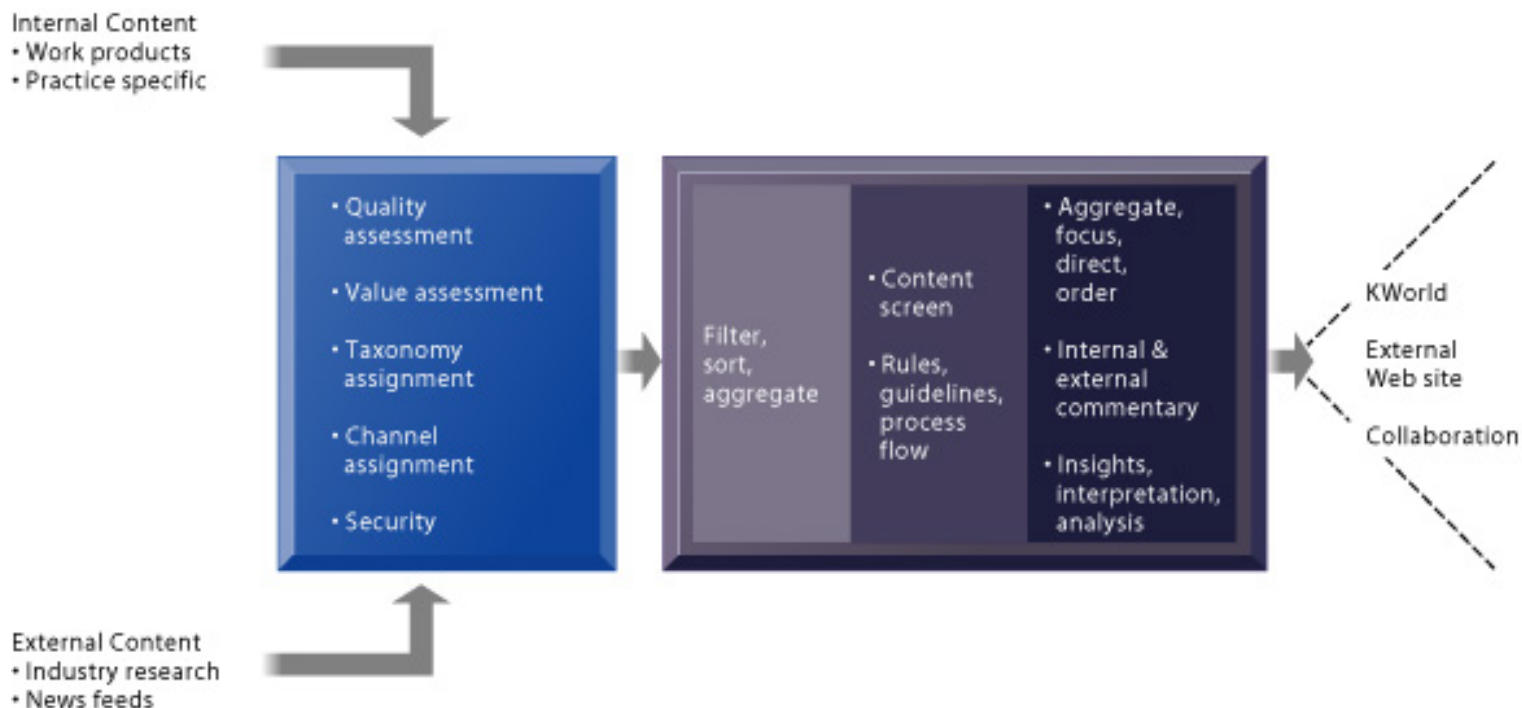 Internal Content
• Work products
• Practice specific
• Quality
assessment
• Value assessment
• Taxonomy
assignment
• Channel
assignment
• Security
External Content
• Industry research
• News feeds
Filter,
sort,
aggregate
• Content
screen
• Rules,
guidelines,
process
flow
• Aggregate,
focus,
direct,
order
• Internal &
external
commentary
• Insights,
interpretation,
analysis
KWorld
External
Web site
Collaboration